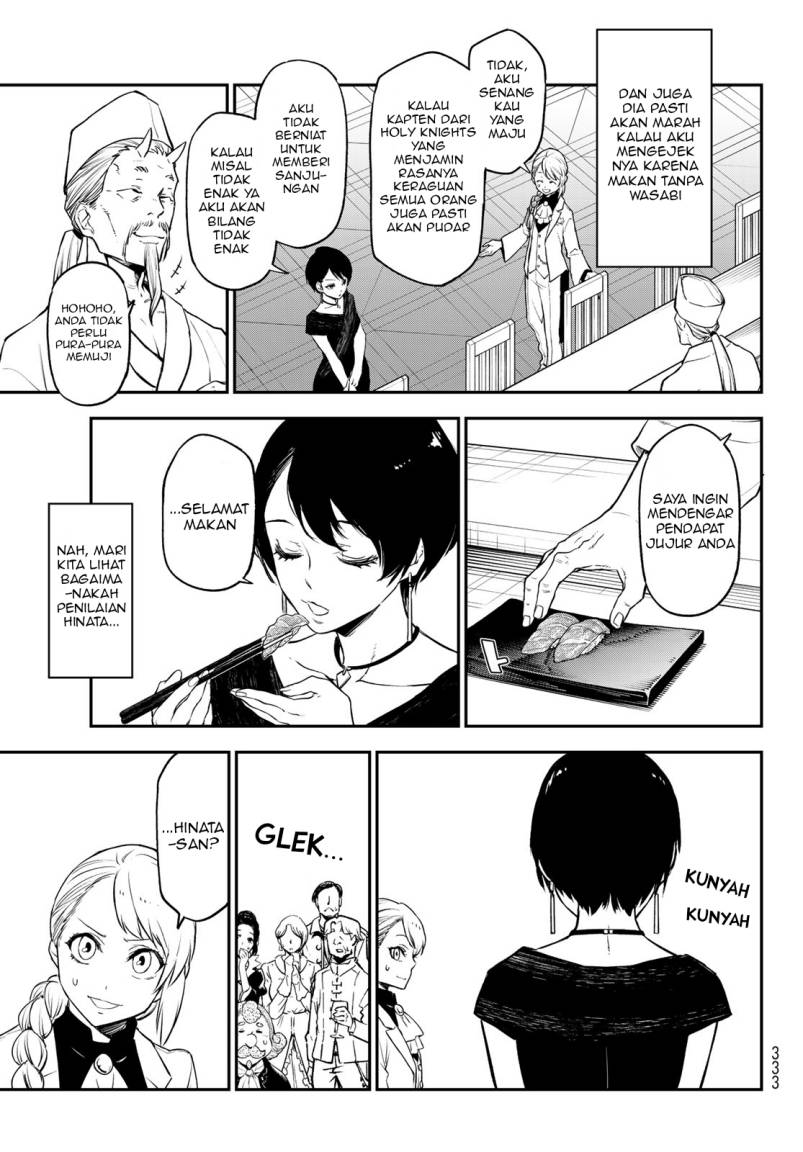 DAN JUGA
DIA PASTI
AKAN MARAH
KALAU AKU
MENGEJEK
NYA KARENA
MAKAN TANPA
WASABI
TIDAK,
AKU
SENANG
KAU
YANG
MAJU
KALAU
KAPTEN DARI
HOLY KNIGHTS
YANG
MENJAMIN
RASANYA
KERAGUAN
SEMUA ORANG
JUGA PASTI
AKAN PUDAR
AKU
TIDAK
BERNIAT
UNTUK
MEMBERI
SANJU-
NGAN
KALAU
MISAL
TIDAK
ENAK YA
AKU AKAN
BILANG
TIDAK
ENAK
HOHOHO,
ANDA TIDAK
PERLU
PURA-PURA
MEMUJI
SAYA INGIN
MENDENGAR
PENDAPAT
JUJUR ANDA
ト
...SELAMAT
MAKAN
NAH, MARI
KITA LIHAT
BAGAIMA
-NAKAH
PENILAIAN
HINATA...
KUNYAH
KUNYAH
GLEK...
...HINATA
-SAN?
333